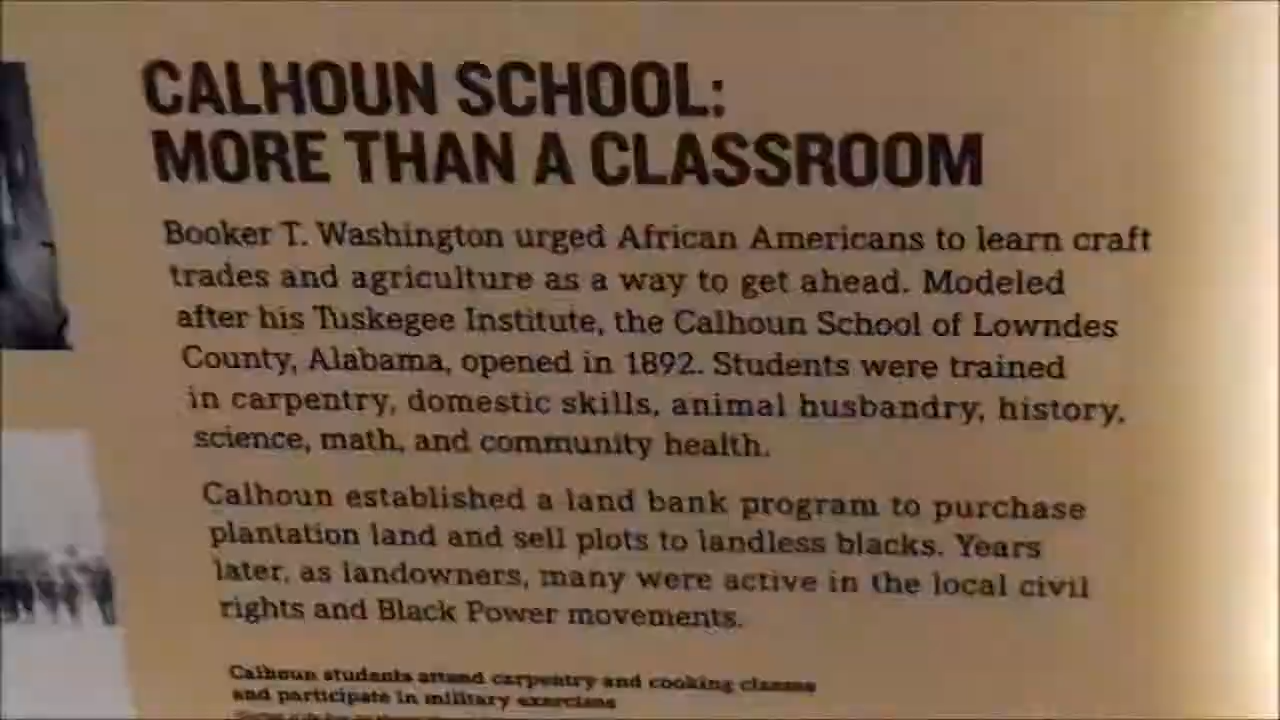 CALHOUN SCHOOL:
MORE THAN A CLASSROOM
Booker T. Washington urged African Americans to learn craft
trades and agriculture as a way to get ahead. Modeled
after his Tuskegee Institute, the Calhoun School of Lowndes
County, Alabama, opened in 1892. Students were trained
in carpentry, domestic skills, animal husbandry, history,
science, math, and community health.
Calhoun established a land bank program to purchase
plantation land and sell plots to landless blacks. Years
later, as landowners, many were active in the local civil
rights and Black Power movements.
Calhoun students attend carpentry and cooking classes
and participate in military exercises